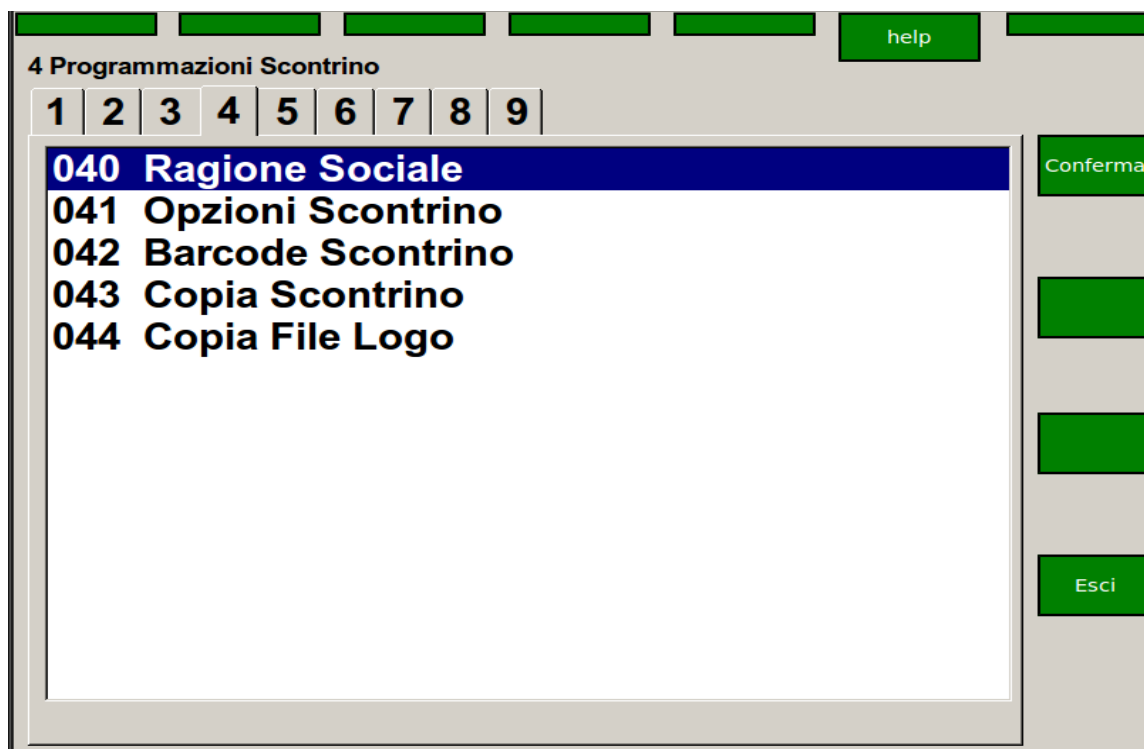 help
4 Programmazioni Scontrino
1 2 3 4 5 6 7 8 9
040 Ragione Sociale
Conferma
041 Opzioni Scontrino
042 Barcode Scontrino
043 Copia Scontrino
044 Copia File Logo
Esci